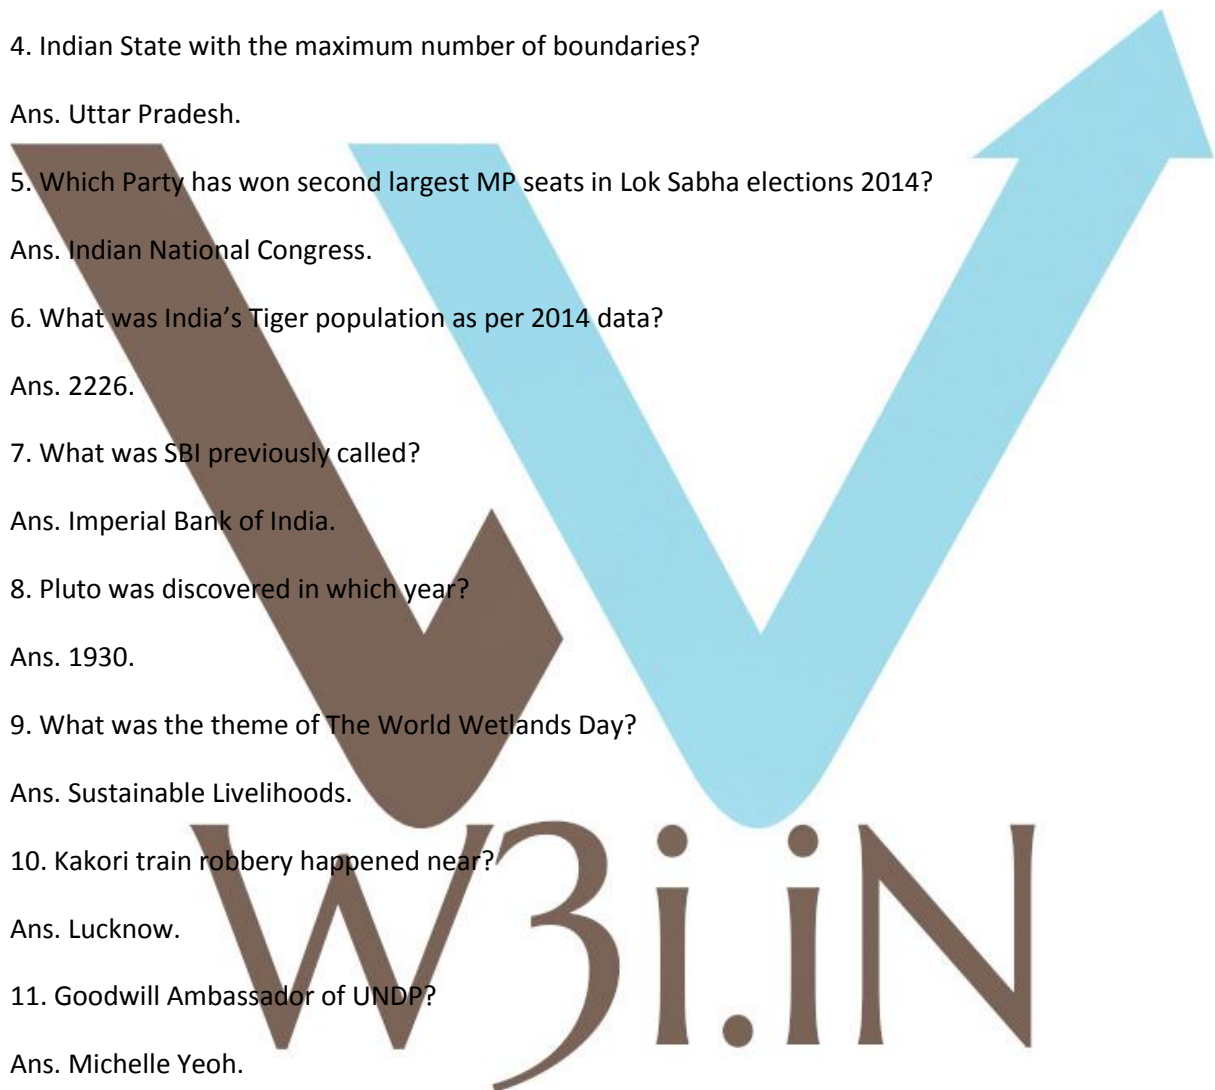 4. Indian State with the maximum number of boundaries?
Ans. Uttar Pradesh.
5. Which Party has won second largest MP seats in Lok Sabha elections 2014?
Ans. Indian National Congress.
6. What was India’s Tiger population as per 2014 data?
Ans. 2226.
7. What was SBI previously called?
Ans. Imperial Bank of India.
8. Pluto was discovered in which year?
Ans. 1930.
9. What was the theme of The World Wetlands Day?
Ans. Sustainable Livelihoods.
10. Kakori train robbery happened near?
Ans. Lucknow.
11. Goodwill Ambassador of UNDP?
Ans. Michelle Yeoh.
W3i.iN